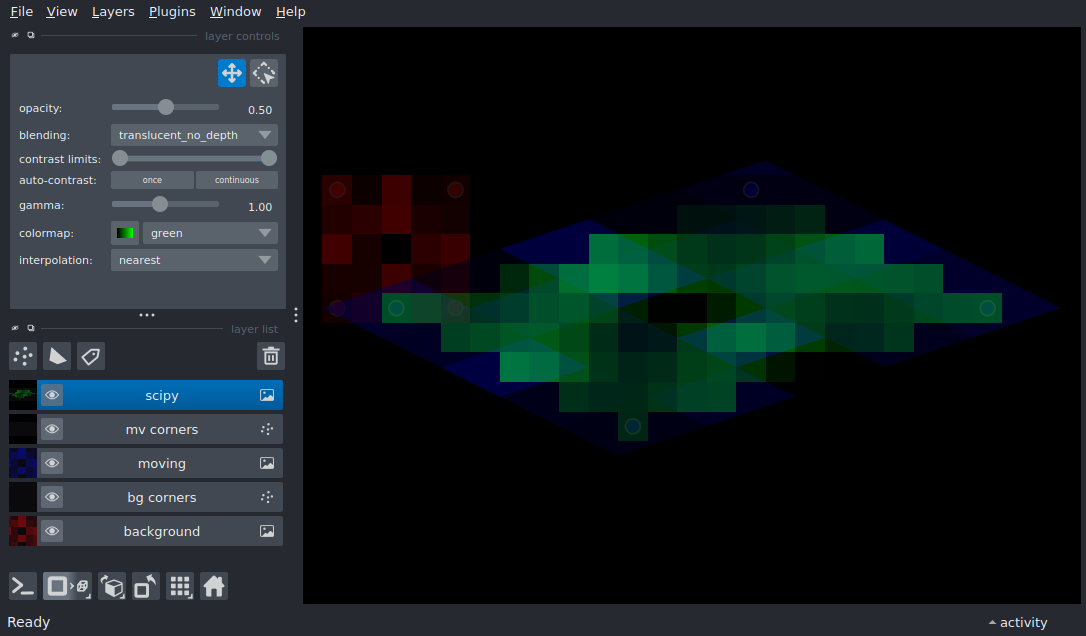 File View Layers Plugins Window Help
layer controls
opacity: 0.50
blending: translucent_no_depth
contrast limits:
auto-contrast: once continuous
gamma: 1.00
colormap: green
interpolation: nearest
layer list
scipy
mv corners
moving
bg corners
background
Ready activity